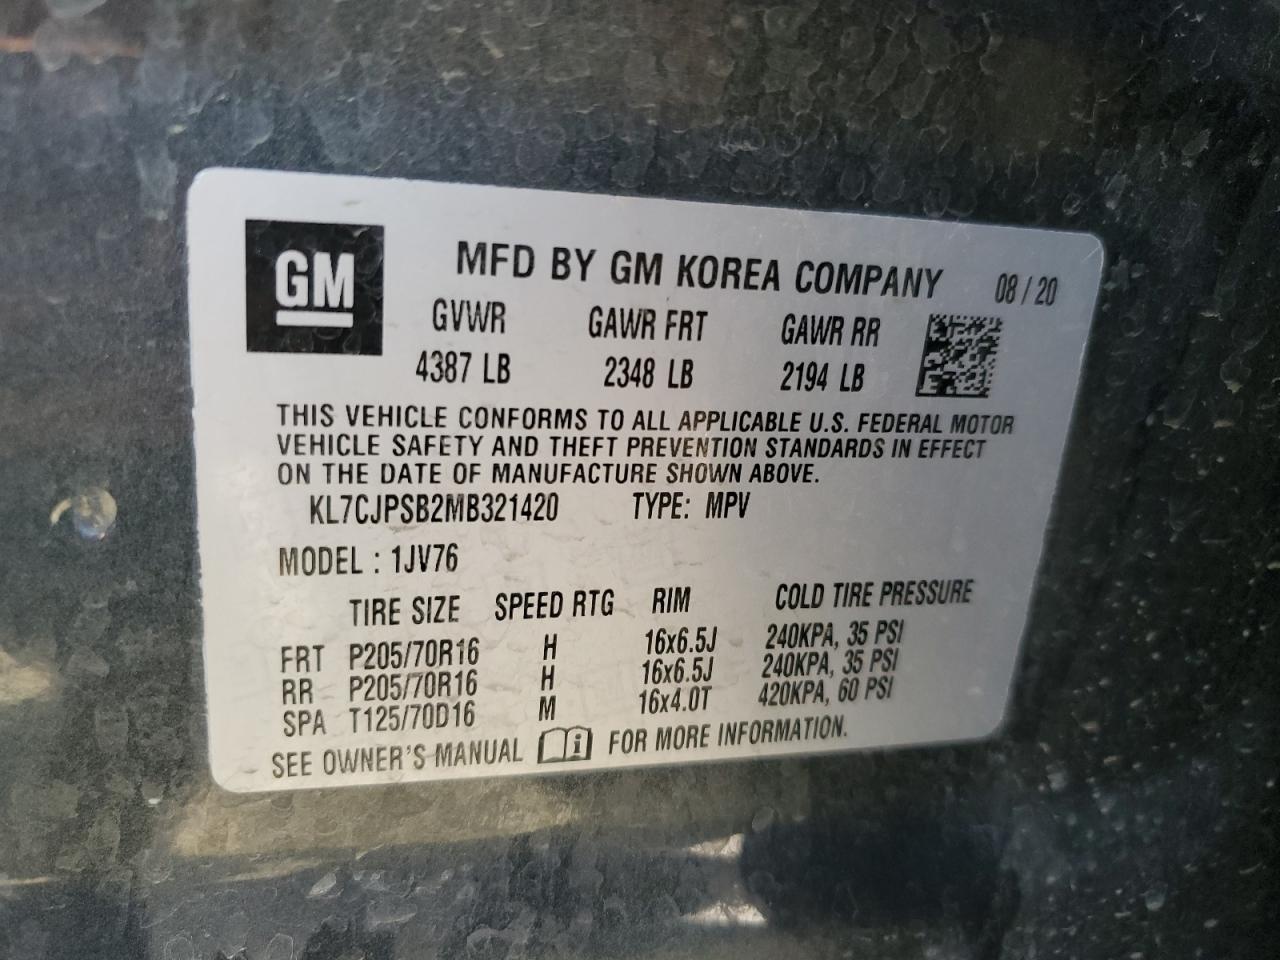 GM
MFD BY GM KOREA COMPANY 08 / 20
GVWR GAWR FRT GAWR RR
4387 LB 2348 LB 2194 LB
THIS VEHICLE CONFORMS TO ALL APPLICABLE U.S. FEDERAL MOTOR
VEHICLE SAFETY AND THEFT PREVENTION STANDARDS IN EFFECT
ON THE DATE OF MANUFACTURE SHOWN ABOVE.
KL7CJPSB2MB321420 TYPE: MPV
MODEL : 1JV76
TIRE SIZE SPEED RTG RIM COLD TIRE PRESSURE
FRT P205/70R16 H 16x6.5J 240KPA, 35 PSI
RR P205/70R16 H 16x6.5J 240KPA, 35 PSI
SPA T125/70D16 M 16x4.0T 420KPA, 60 PSI
SEE OWNER'S MANUAL i FOR MORE INFORMATION.